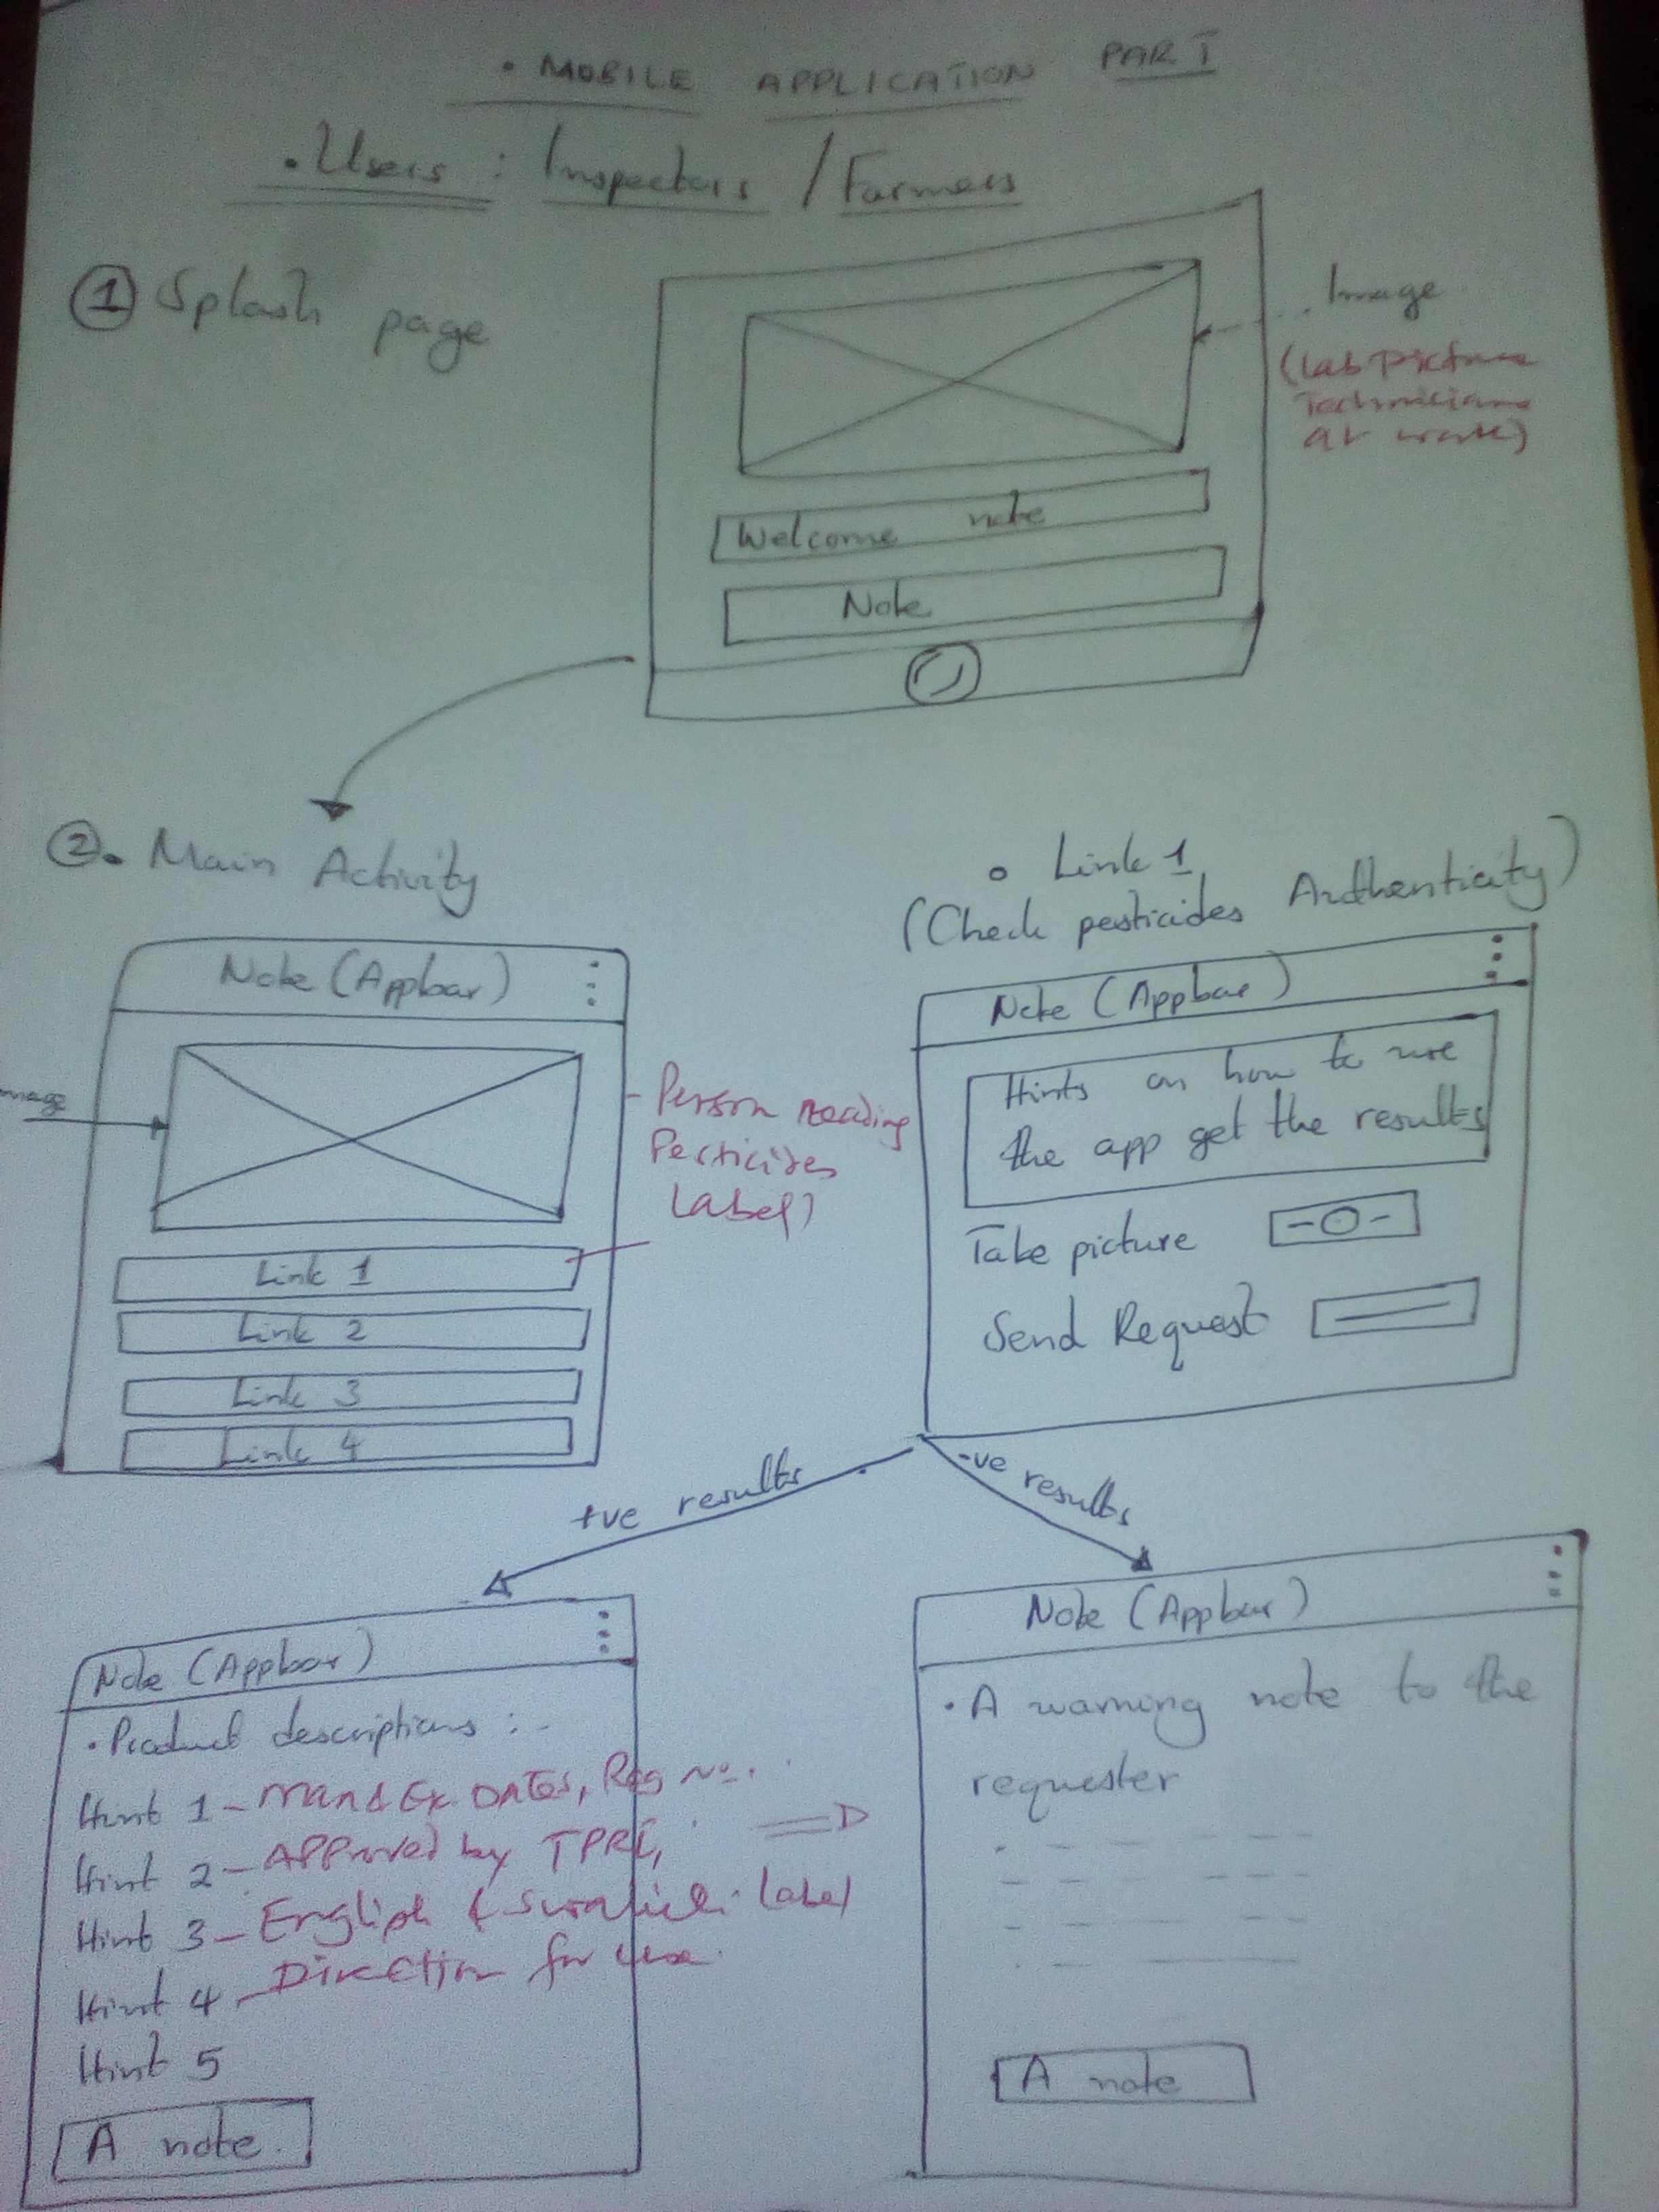 • MOBILE APPLICATION PART I
• Users : Inspectors / Farmers
① Splash page
Image
(Lab Picture
Technicians
at work)
Welcome note
Note
②. Main Activity
Note (Appbar)
Image
- Person reading
Pesticides
Label)
Link 1
Link 2
Link 3
Link 4
Link 1
(Check pesticides Authenticity)
Note (Appbar)
Hints on how to use
the app get the results
Take picture
Send Request
+ve results
-ve results
Note (Appbar)
• Product descriptions :-
Hint 1 - Man & Ex. Dates, Reg No.
Hint 2 - Approved by TPRI,
Hint 3 - English & Swahili Label
Hint 4 - Direction for use.
Hint 5
A note.
Note (Appbar)
• A warning note to the
requester
A note